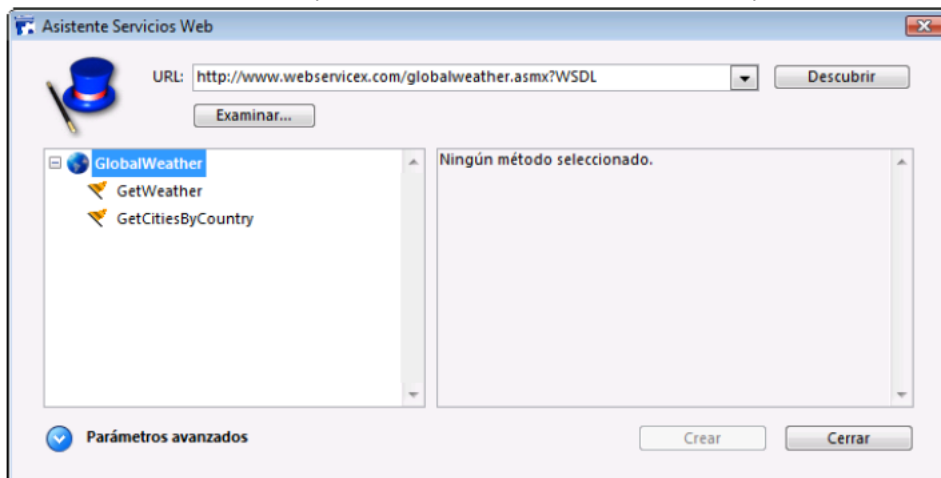 Asistente Servicios Web
URL: http://www.webservicex.com/globalweather.asmx?WSDL Descubrir
Examinar...
GlobalWeather
GetWeather
GetCitiesByCountry
Ningún método seleccionado.
Parámetros avanzados
Crear Cerrar